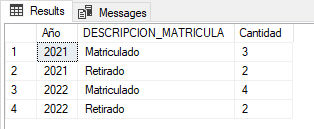 Results Messages
Año DESCRIPCION_MATRICULA Cantidad
1 2021 Matriculado 3
2 2021 Retirado 2
3 2022 Matriculado 4
4 2022 Retirado 2